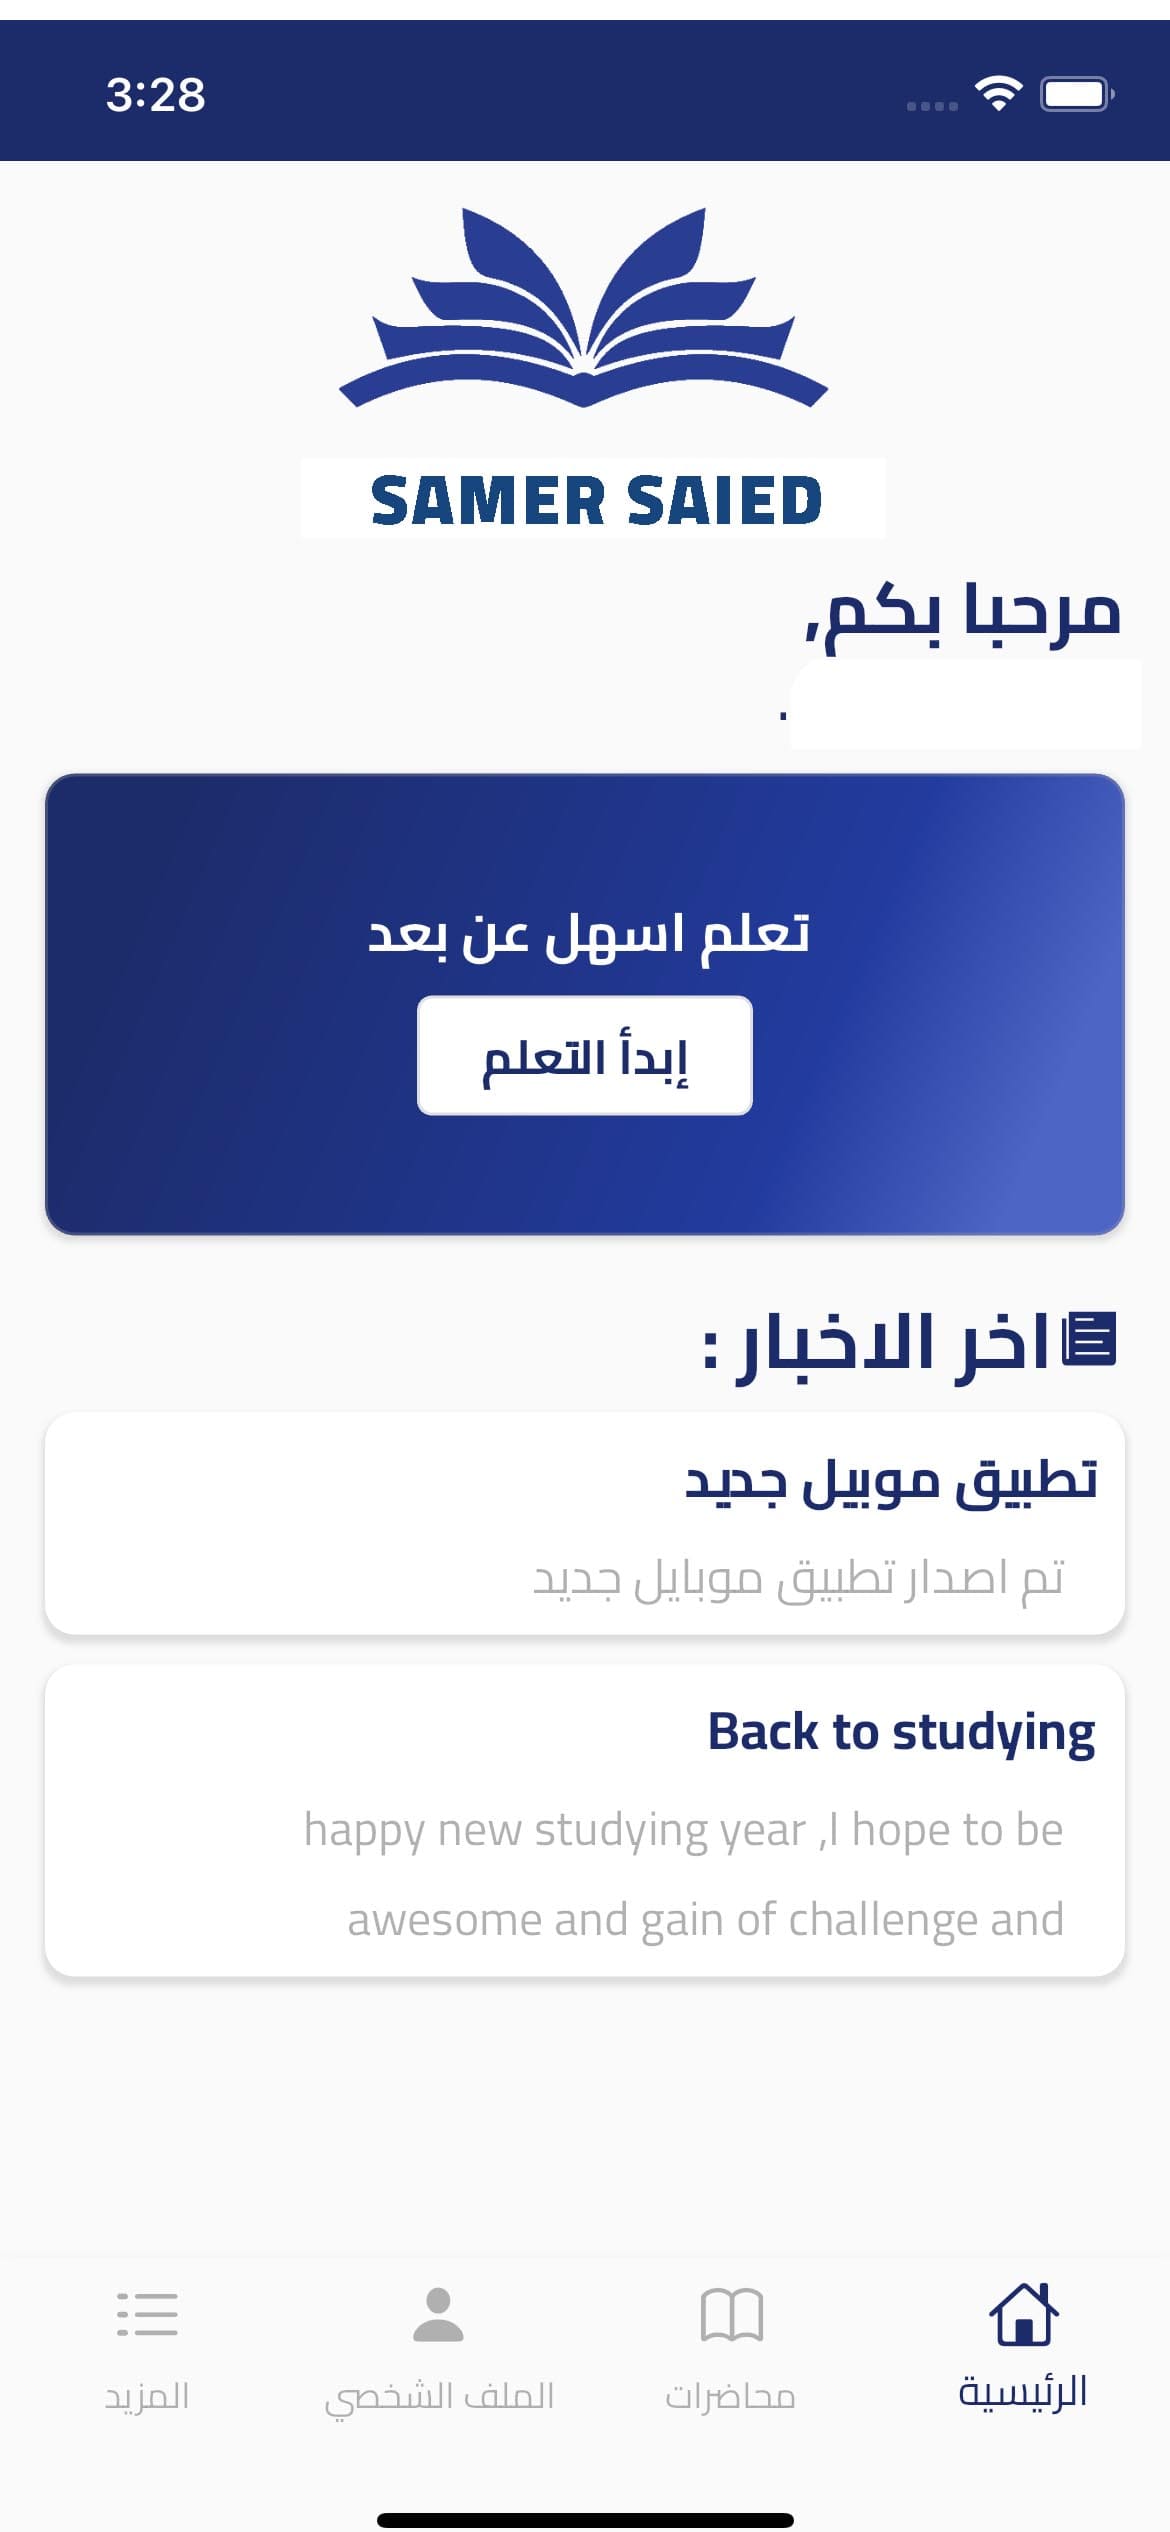 3:28
SAMER SAIED
مرحبا بكم,
.
تعلم اسهل عن بعد
إبدأ التعلم
اخر الاخبار :
تطبيق موبيل جديد
تم اصدار تطبيق موبايل جديد
Back to studying
happy new studying year ,I hope to be
awesome and gain of challenge and
الرئيسية
محاضرات
الملف الشخصي
المزيد